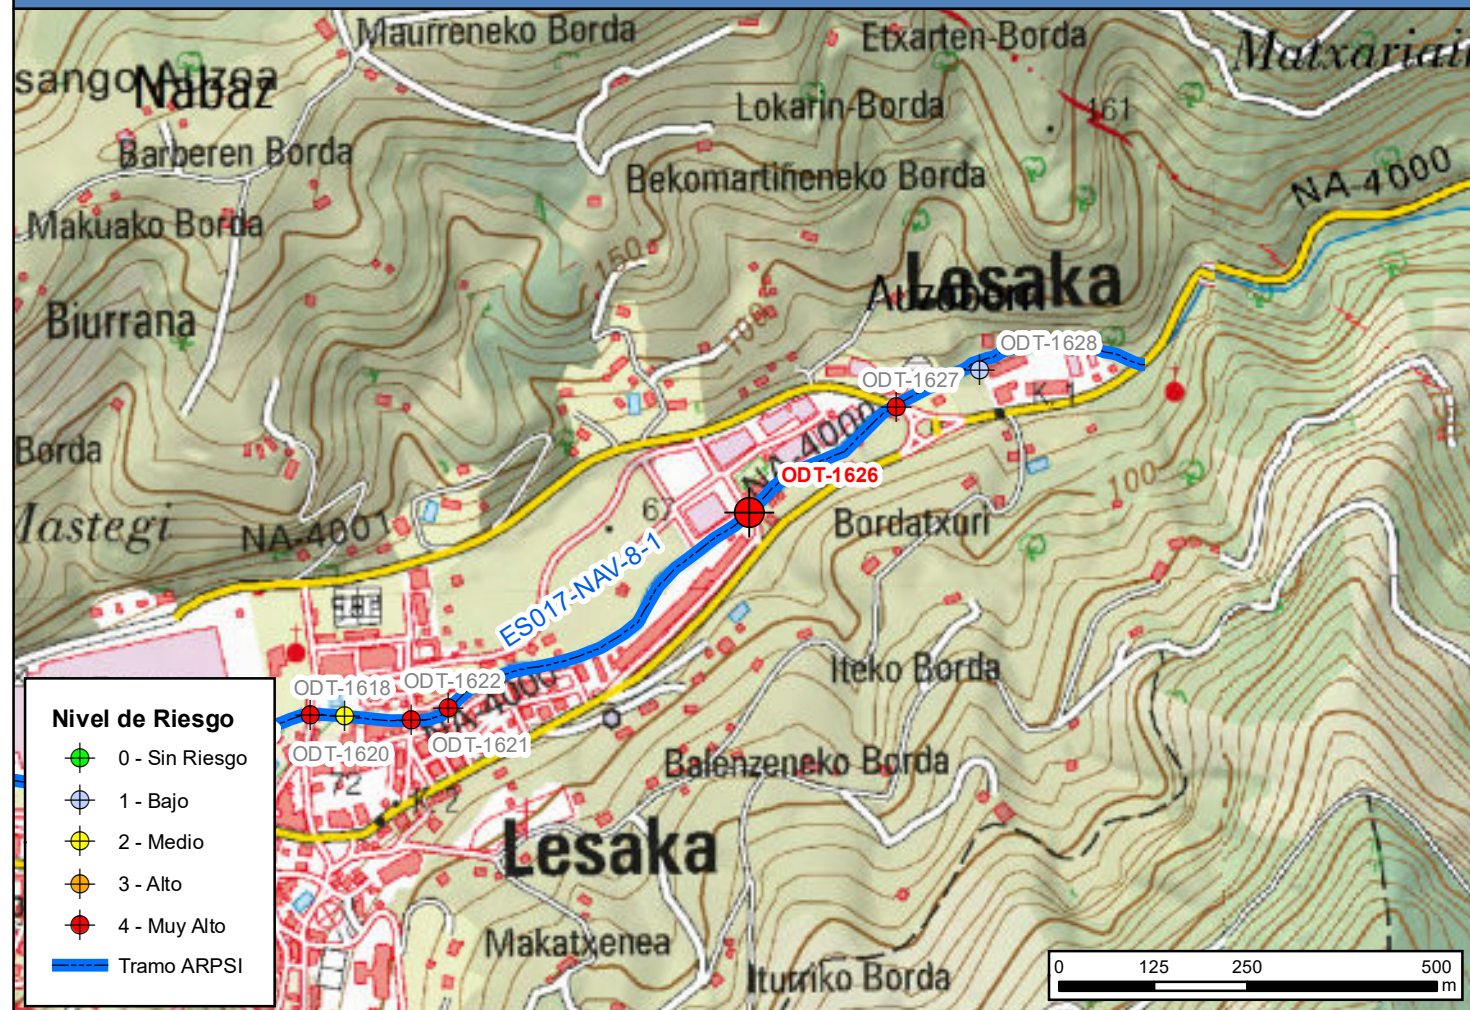 Maurreneko Borda
Etxarten-Borda
Nabaz
Lokarin-Borda
161
Barberen Borda
Bekomartiñeneko Borda
NA-4000
Makuako Borda
150
Lesaka
Auzoborri
Biurrana
100
ODT-1628
ODT-1627
K 1
NA-4000
Borda
ODT-1626
100
67
Bordatxuri
NA-4001
ES017-NAV-8-1
Iteko Borda
ODT-1618
ODT-1622
NA-4000
ODT-1620
ODT-1621
72
K 2
Balenzeneko Borda
Lesaka
Makatxenea
Iturriko Borda
Nivel de Riesgo
0 - Sin Riesgo
1 - Bajo
2 - Medio
3 - Alto
4 - Muy Alto
Tramo ARPSI
0 125 250 500
m